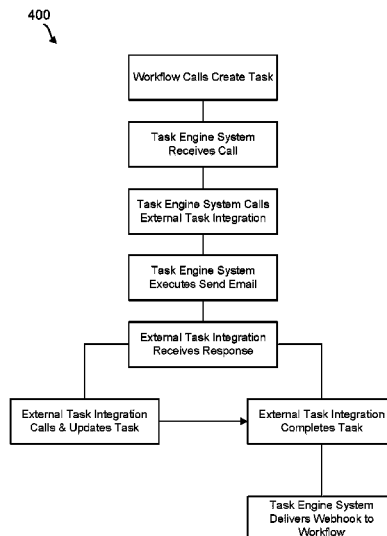 400
Workflow Calls Create Task
Task Engine System
Receives Call
Task Engine System Calls
External Task Integration
Task Engine System
Executes Send Email
External Task Integration
Receives Response
External Task Integration
Calls & Updates Task
External Task Integration
Completes Task
Task Engine System
Delivers Webhook to
Workflow